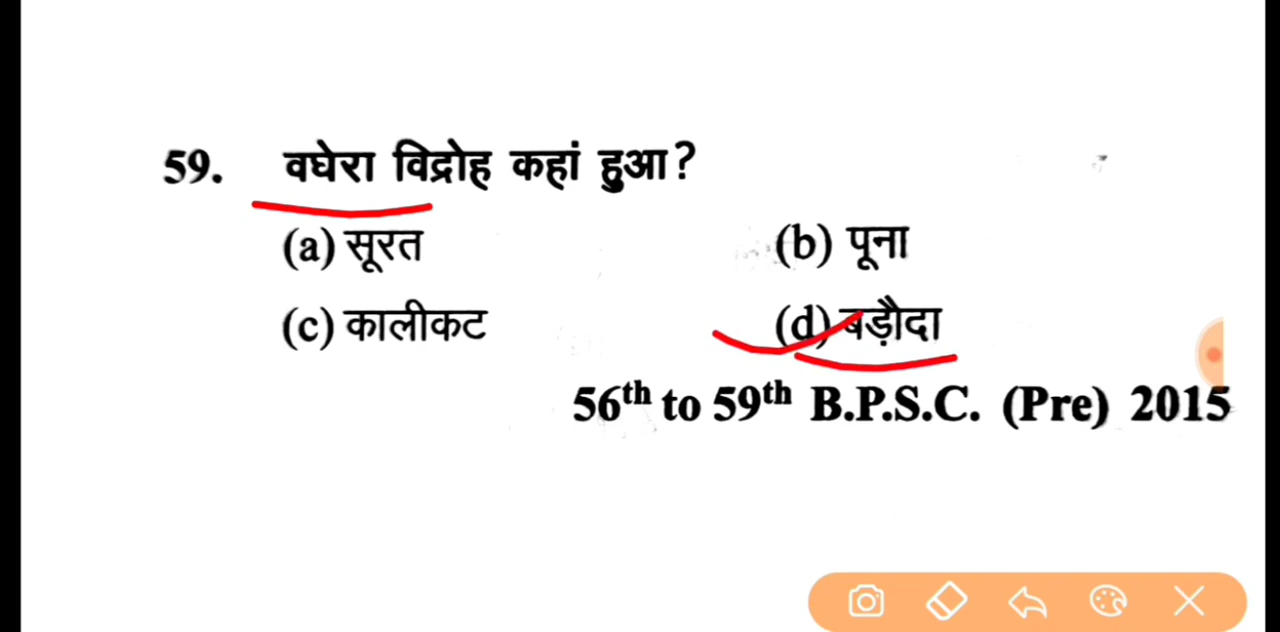 59. वघेरा विद्रोह कहां हुआ?
(a) सूरत (b) पूना
(c) कालीकट (d) बड़ौदा
56th to 59th B.P.S.C. (Pre) 2015